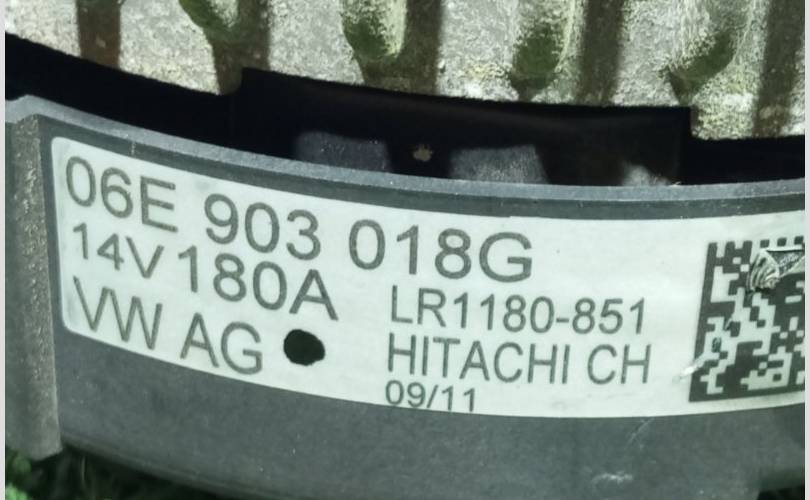 06E 903 018G
14V 180A
LR1180-851
VW AG
HITACHI CH
09/11